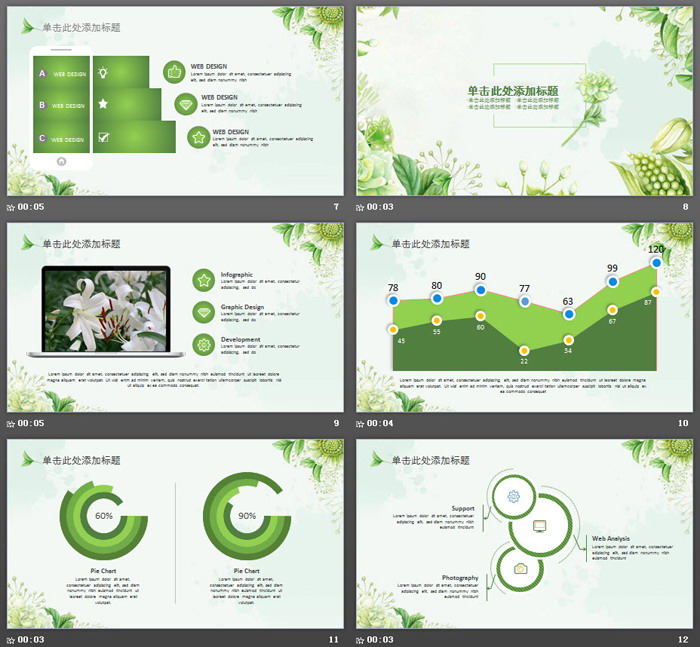 单击此处添加标题
A WEB DESIGN
B WEB DESIGN
C WEB DESIGN
WEB DESIGN
Lorem ipsum dolor sit amet, consectetuer adipiscing
elit, sed diam nonummy nibh
WEB DESIGN
Lorem ipsum dolor sit amet, consectetuer adipiscing
elit, sed diam nonummy nibh
WEB DESIGN
Lorem ipsum dolor sit amet, consectetuer adipiscing
elit, sed diam nonummy nibh
00:05
7
单击此处添加标题
单击此处添加标题 单击此处添加标题
单击此处添加标题 单击此处添加标题
00:03
8
单击此处添加标题
Infographic
Lorem ipsum dolor sit amet, consectetur
adipiscing, sed do
Graphic Design
Lorem ipsum dolor sit amet, consectetur
adipiscing, sed do
Development
Lorem ipsum dolor sit amet, consectetur
adipiscing, sed do
Lorem ipsum dolor sit amet, consectetuer adipiscing elit, sed diam nonummy nibh euismod tincidunt ut laoreet dolore
magna aliquam erat volutpat. Ut wisi enim ad minim veniam, quis nostrud exerci tation ullamcorper suscipit lobortis nisl
ut aliquip ex ea commodo consequat
00:05
9
单击此处添加标题
78
80
90
77
63
99
120
45
55
60
22
34
67
87
Lorem ipsum dolor sit amet, consectetuer adipiscing elit, sed diam nonummy nibh euismod tincidunt ut laoreet dolore magna
aliquam erat volutpat. Ut wisi enim ad minim veniam, quis nostrud exerci tation ullamcorper suscipit lobortis nisl ut aliquip ex
ea commodo consequat
00:04
10
单击此处添加标题
60%
Pie Chart
Lorem ipsum dolor sit amet,
consectetuer adipiscing elit, sed diam
nonummy nibh euismod tincidunt ut
laoreet dolore magna aliquam erat
volutpat.
90%
Pie Chart
Lorem ipsum dolor sit amet,
consectetuer adipiscing elit, sed diam
nonummy nibh euismod tincidunt ut
laoreet dolore magna aliquam erat
volutpat.
00:03
11
单击此处添加标题
Support
Lorem ipsum dolor sit amet, consectetuer
adipiscing elit, sed diam nonummy nibh
euismod tincidunt
Web Analysis
Lorem ipsum dolor sit amet, consectetuer
adipiscing elit, sed diam nonummy nibh
euismod tincidunt
Photography
Lorem ipsum dolor sit amet, consectetuer
adipiscing elit, sed diam nonummy nibh
euismod tincidunt
00:03
12